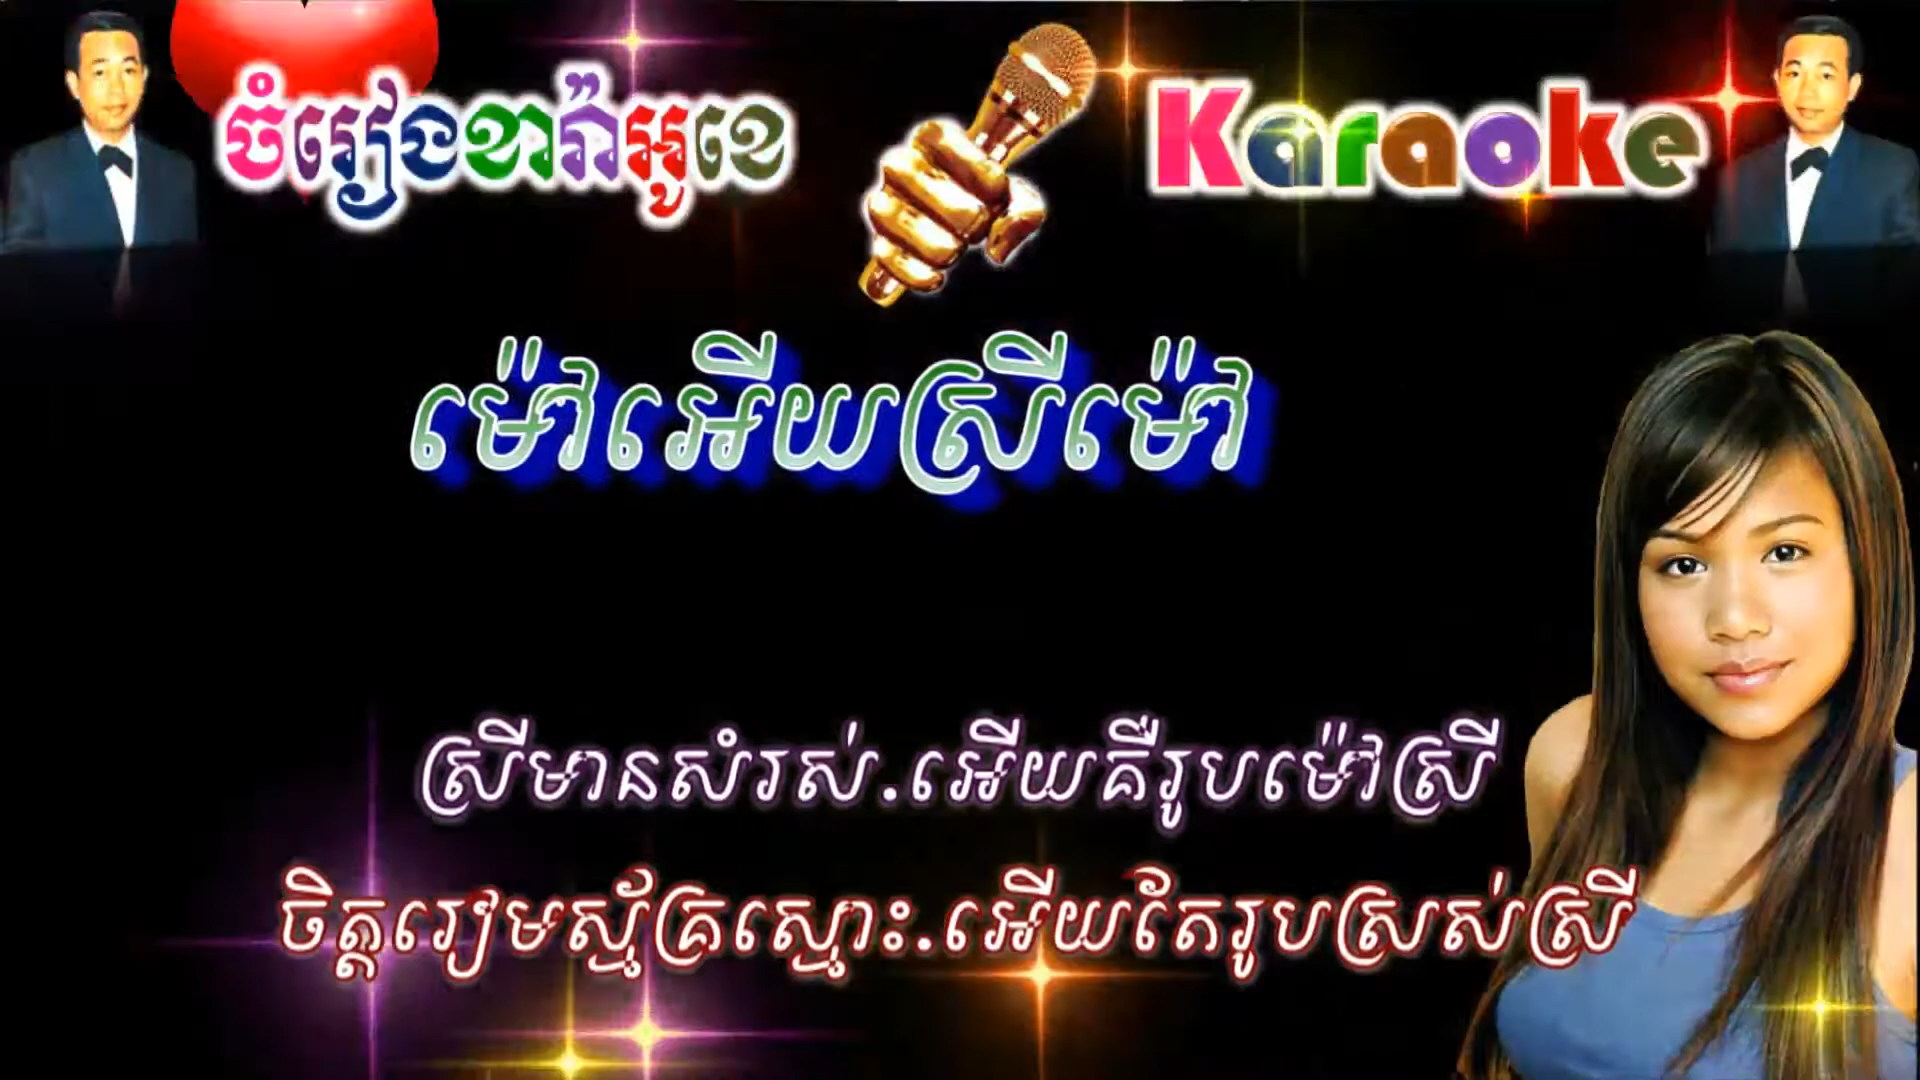 ចំរៀងខារ៉ាអូខេ Karaoke
ម៉ៅអើយស្រីម៉ៅ
ស្រីមានសំរស់.អើយគឺរូបម៉ៅស្រី
ចិត្តរៀមស្ម័គ្រស្មោះ.អើយតែរូបស្រស់ស្រី